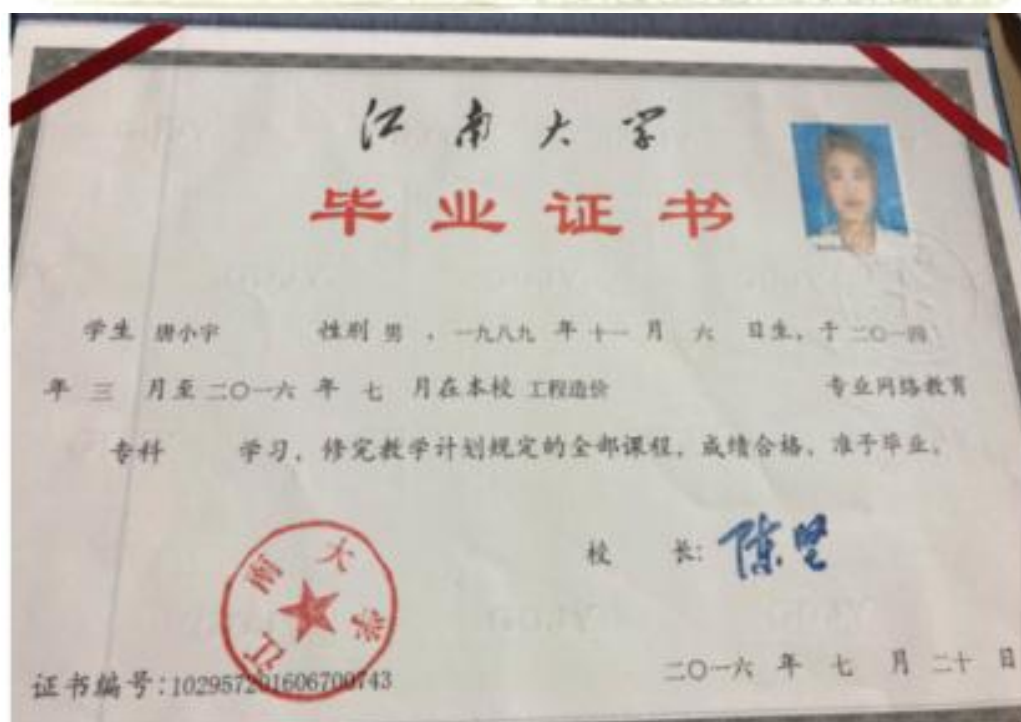 江南大学
毕业证书
学生 唐小宇 性别 男 ，一九八九 年 十一 月 六 日生，于 二〇一四
年 三 月至 二〇一六 年 七 月在本校 工程造价 专业网络教育
专科 学习，修完教学计划规定的全部课程，成绩合格，准予毕业。
校 长: 陈坚
江南大学
二〇一六 年 七 月 二十 日
证书编号:102957201606700743